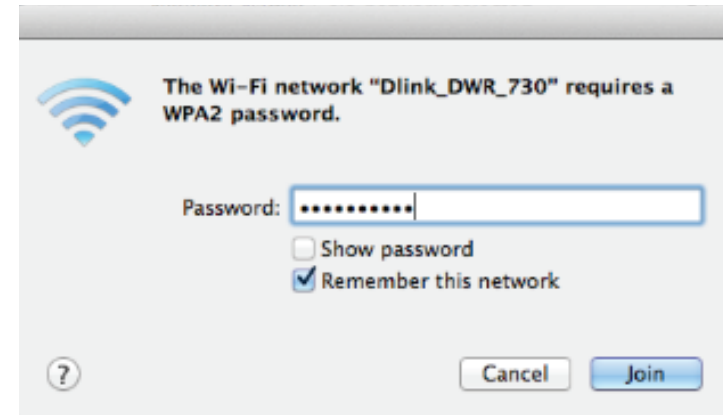 The Wi-Fi network "Dlink_DWR_730" requires a
WPA2 password.
Password: ••••••••••
Show password
Remember this network
? Cancel Join